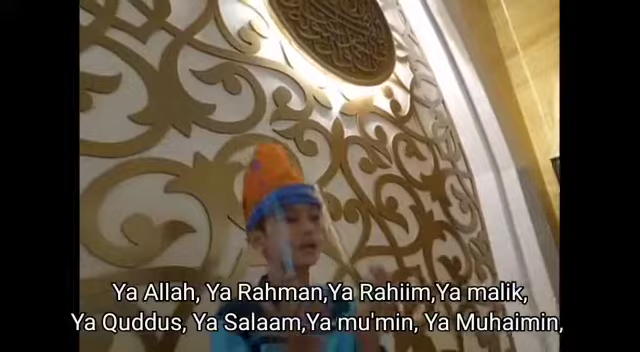 Ya Allah, Ya Rahman,Ya Rahiim,Ya malik,
Ya Quddus, Ya Salaam,Ya mu'min, Ya Muhaimin,